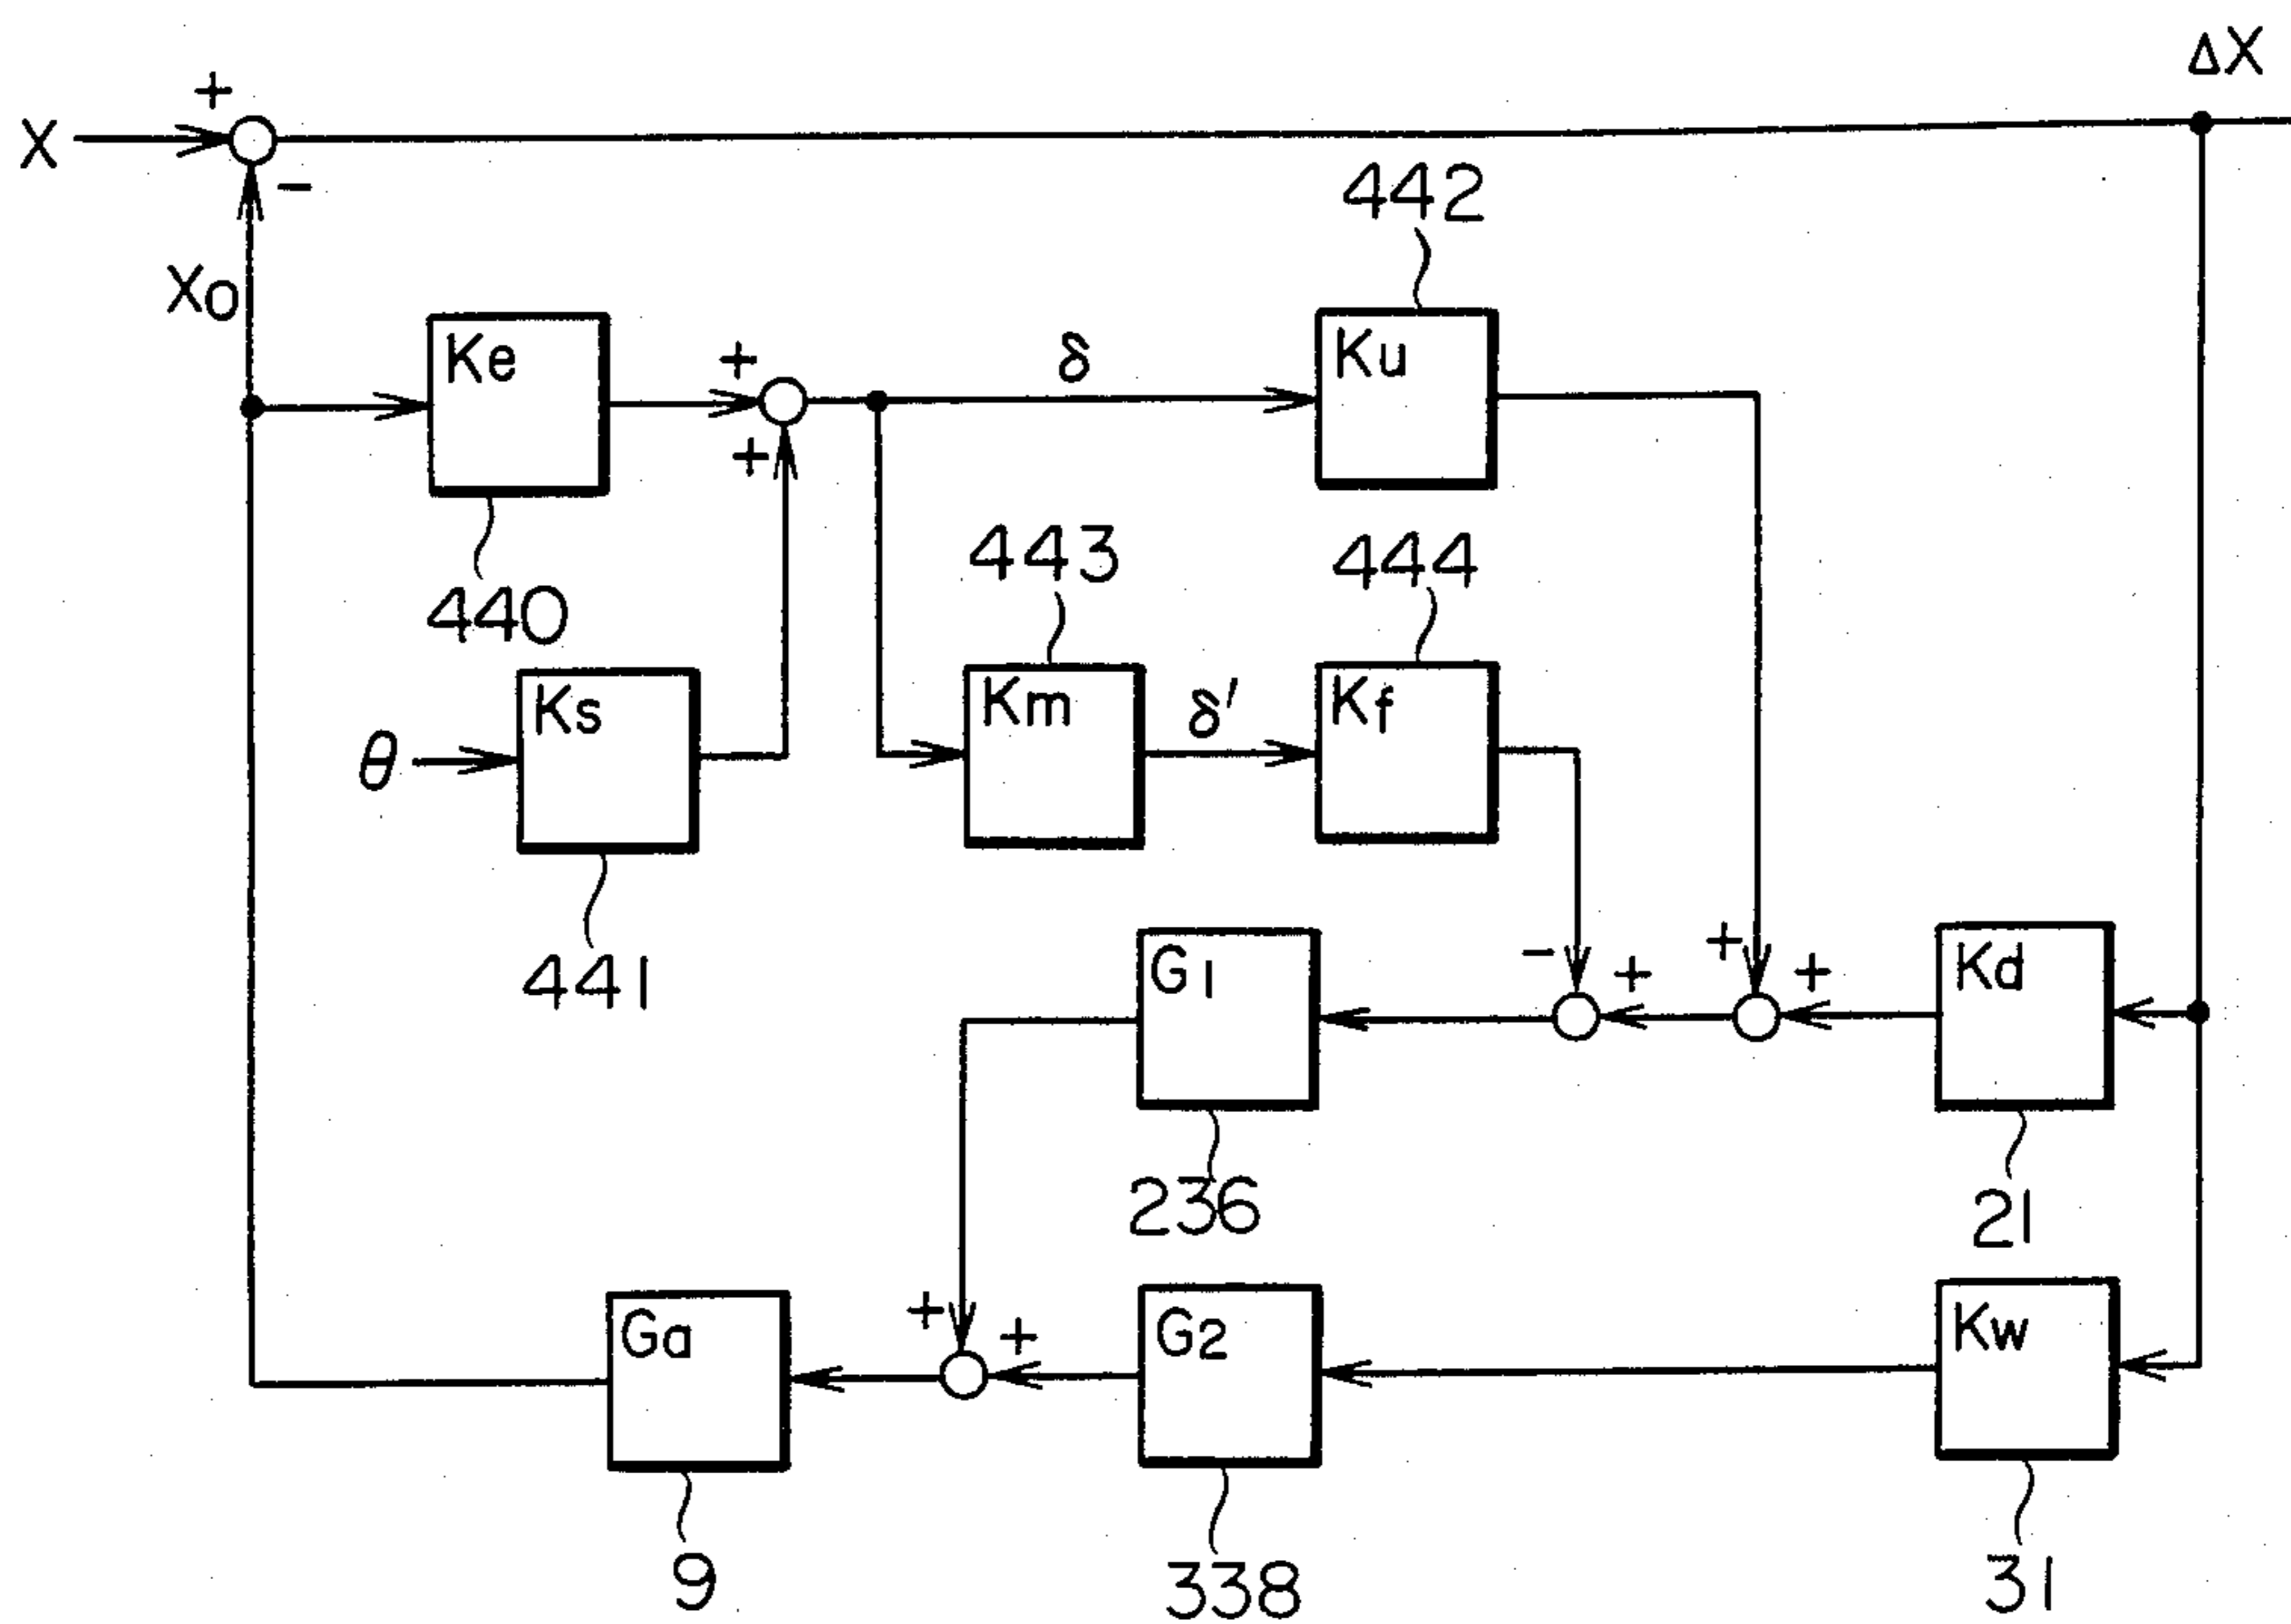 ΔX
+
X
-
442
Xo
Ke
+
δ
Ku
+
443
444
440
Ks
Km
δ'
Kf
θ
441
G1
-
+
+
+
Kd
236
21
Ga
+
+
G2
Kw
9
338
31